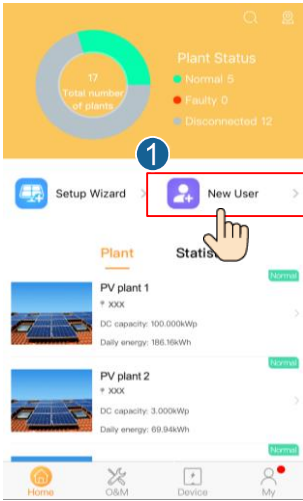 Plant Status
17
Total number of plants
Normal 5
Faulty 0
Disconnected 12
1
Setup Wizard
New User
Plant
Statis
Normal
PV plant 1
XXX
DC capacity: 100.000kWp
Daily energy: 186.16kWh
Normal
PV plant 2
XXX
DC capacity: 3.000kWp
Daily energy: 69.94kWh
Normal
Home
O&M
Device
My